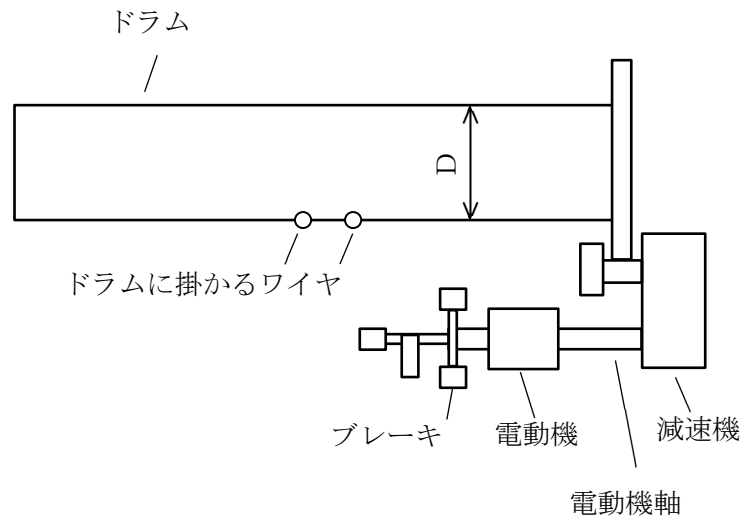 ドラム
D
ドラムに掛かるワイヤ
ブレーキ
電動機
減速機
電動機軸